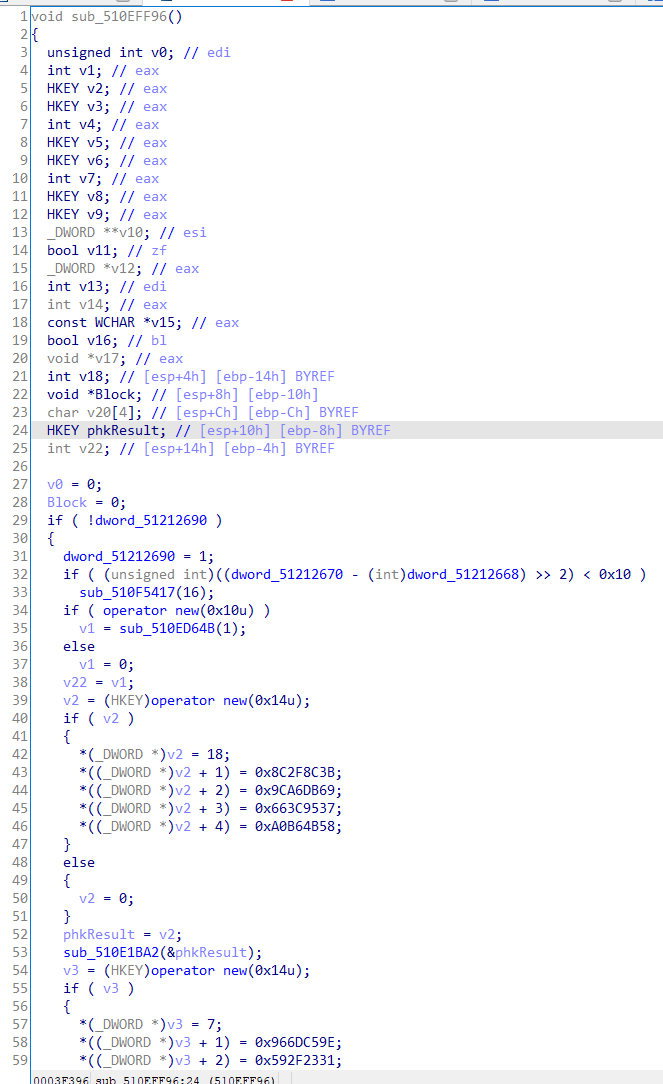 1 void sub_510EFF96()
2 {
3 unsigned int v0; // edi
4 int v1; // eax
5 HKEY v2; // eax
6 HKEY v3; // eax
7 int v4; // eax
8 HKEY v5; // eax
9 HKEY v6; // eax
10 int v7; // eax
11 HKEY v8; // eax
12 HKEY v9; // eax
13 _DWORD **v10; // esi
14 bool v11; // zf
15 _DWORD *v12; // eax
16 int v13; // edi
17 int v14; // eax
18 const WCHAR *v15; // eax
19 bool v16; // bl
20 void *v17; // eax
21 int v18; // [esp+4h] [ebp-14h] BYREF
22 void *Block; // [esp+8h] [ebp-10h]
23 char v20[4]; // [esp+Ch] [ebp-Ch] BYREF
24 HKEY phkResult; // [esp+10h] [ebp-8h] BYREF
25 int v22; // [esp+14h] [ebp-4h] BYREF
26
27 v0 = 0;
28 Block = 0;
29 if ( !dword_51212690 )
30 {
31 dword_51212690 = 1;
32 if ( (unsigned int)((dword_51212670 - (int)dword_51212668) >> 2) < 0x10 )
33 sub_510F5417(16);
34 if ( operator new(0x10u) )
35 v1 = sub_510ED64B(1);
36 else
37 v1 = 0;
38 v22 = v1;
39 v2 = (HKEY)operator new(0x14u);
40 if ( v2 )
41 {
42 *(_DWORD *)v2 = 18;
43 *((_DWORD *)v2 + 1) = 0x8C2F8C3B;
44 *((_DWORD *)v2 + 2) = 0x9CA6DB69;
45 *((_DWORD *)v2 + 3) = 0x663C9537;
46 *((_DWORD *)v2 + 4) = 0xA0B64B58;
47 }
48 else
49 {
50 v2 = 0;
51 }
52 phkResult = v2;
53 sub_510E1BA2(&phkResult);
54 v3 = (HKEY)operator new(0x14u);
55 if ( v3 )
56 {
57 *(_DWORD *)v3 = 7;
58 *((_DWORD *)v3 + 1) = 0x966DC59E;
59 *((_DWORD *)v3 + 2) = 0x592F2331;
0003F396 sub_510EFF96:24 (510EFF96)